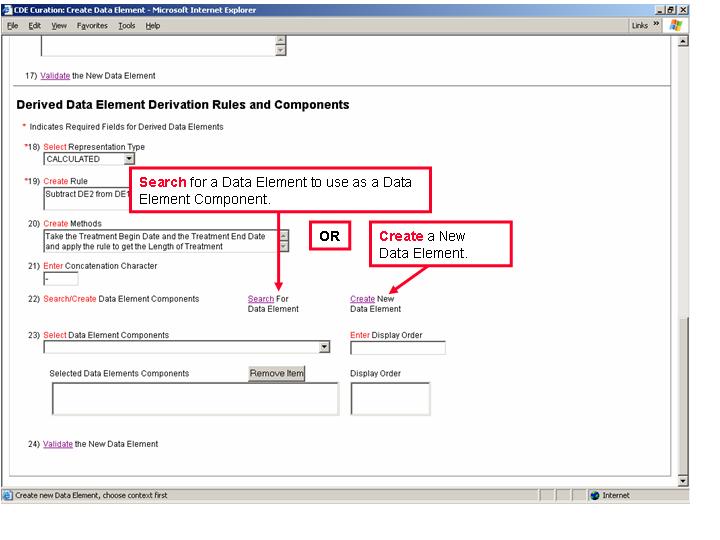 CDE Curation: Create Data Element - Microsoft Internet Explorer
File Edit View Favorites Tools Help
Links »
17) Validate the New Data Element
Derived Data Element Derivation Rules and Components
* Indicates Required Fields for Derived Data Elements
*18) Select Representation Type
CALCULATED
*19) Create Rule
Subtract DE2 from DE1
Search for a Data Element to use as a Data
Element Component.
20) Create Methods
Take the Treatment Begin Date and the Treatment End Date
and apply the rule to get the Length of Treatment
OR
Create a New
Data Element.
21) Enter Concatenation Character
-
22) Search/Create Data Element Components
Search For
Data Element
Create New
Data Element
23) Select Data Element Components
Enter Display Order
Selected Data Elements Components
Remove Item
Display Order
24) Validate the New Data Element
Create new Data Element, choose context first
Internet